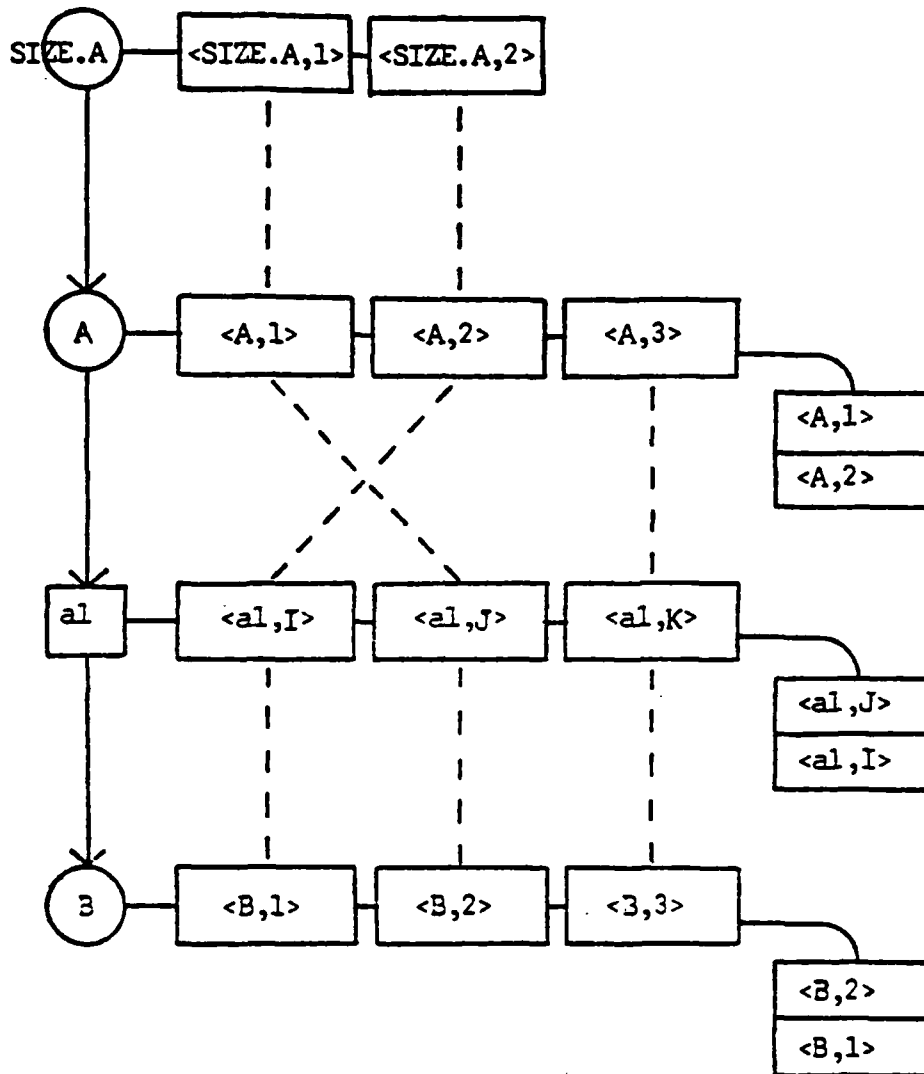 SIZE.A <SIZE.A,1> <SIZE.A,2>
A <A,1> <A,2> <A,3>
<A,1>
<A,2>
a1 <a1,I> <a1,J> <a1,K>
<a1,J>
<a1,I>
B <B,1> <B,2> <B,3>
<B,2>
<B,1>